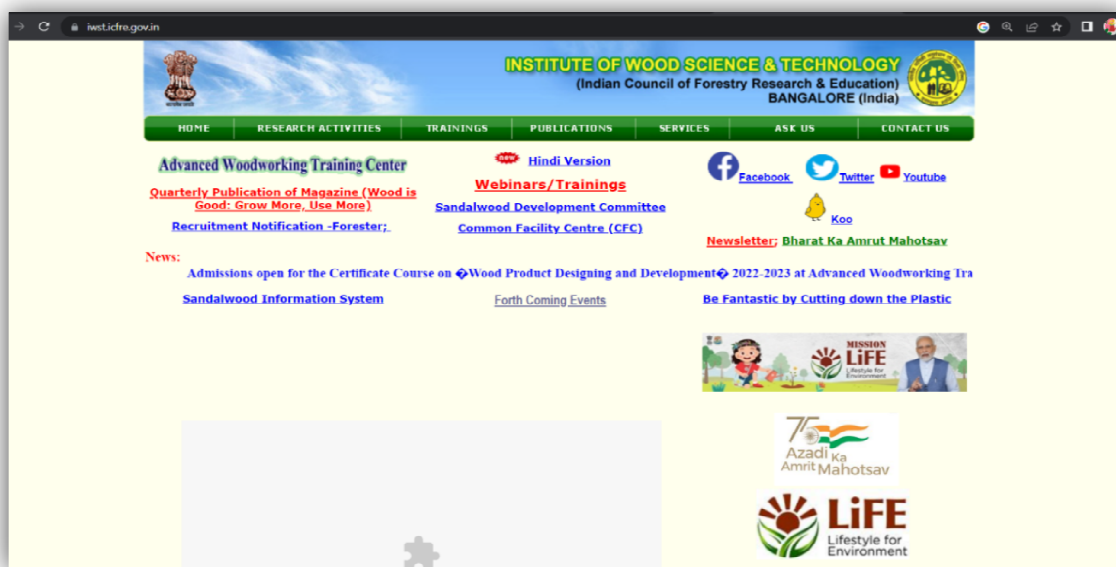 iwst.icfre.gov.in
INSTITUTE OF WOOD SCIENCE & TECHNOLOGY
(Indian Council of Forestry Research & Education)
BANGALORE (India)
HOME RESEARCH ACTIVITIES TRAININGS PUBLICATIONS SERVICES ASK US CONTACT US
Advanced Woodworking Training Center
Quarterly Publication of Magazine (Wood is
Good: Grow More, Use More)
Recruitment Notification -Forester;
new Hindi Version
Webinars/Trainings
Sandalwood Development Committee
Common Facility Centre (CFC)
Facebook Twitter Youtube
Koo
Newsletter; Bharat Ka Amrut Mahotsav
News:
Admissions open for the Certificate Course on �Wood Product Designing and Development� 2022-2023 at Advanced Woodworking Tra
Sandalwood Information System
Forth Coming Events
Be Fantastic by Cutting down the Plastic
MISSION
LiFE
Lifestyle for
Environment
75
Azadi Ka
Amrit Mahotsav
LiFE
Lifestyle for
Environment